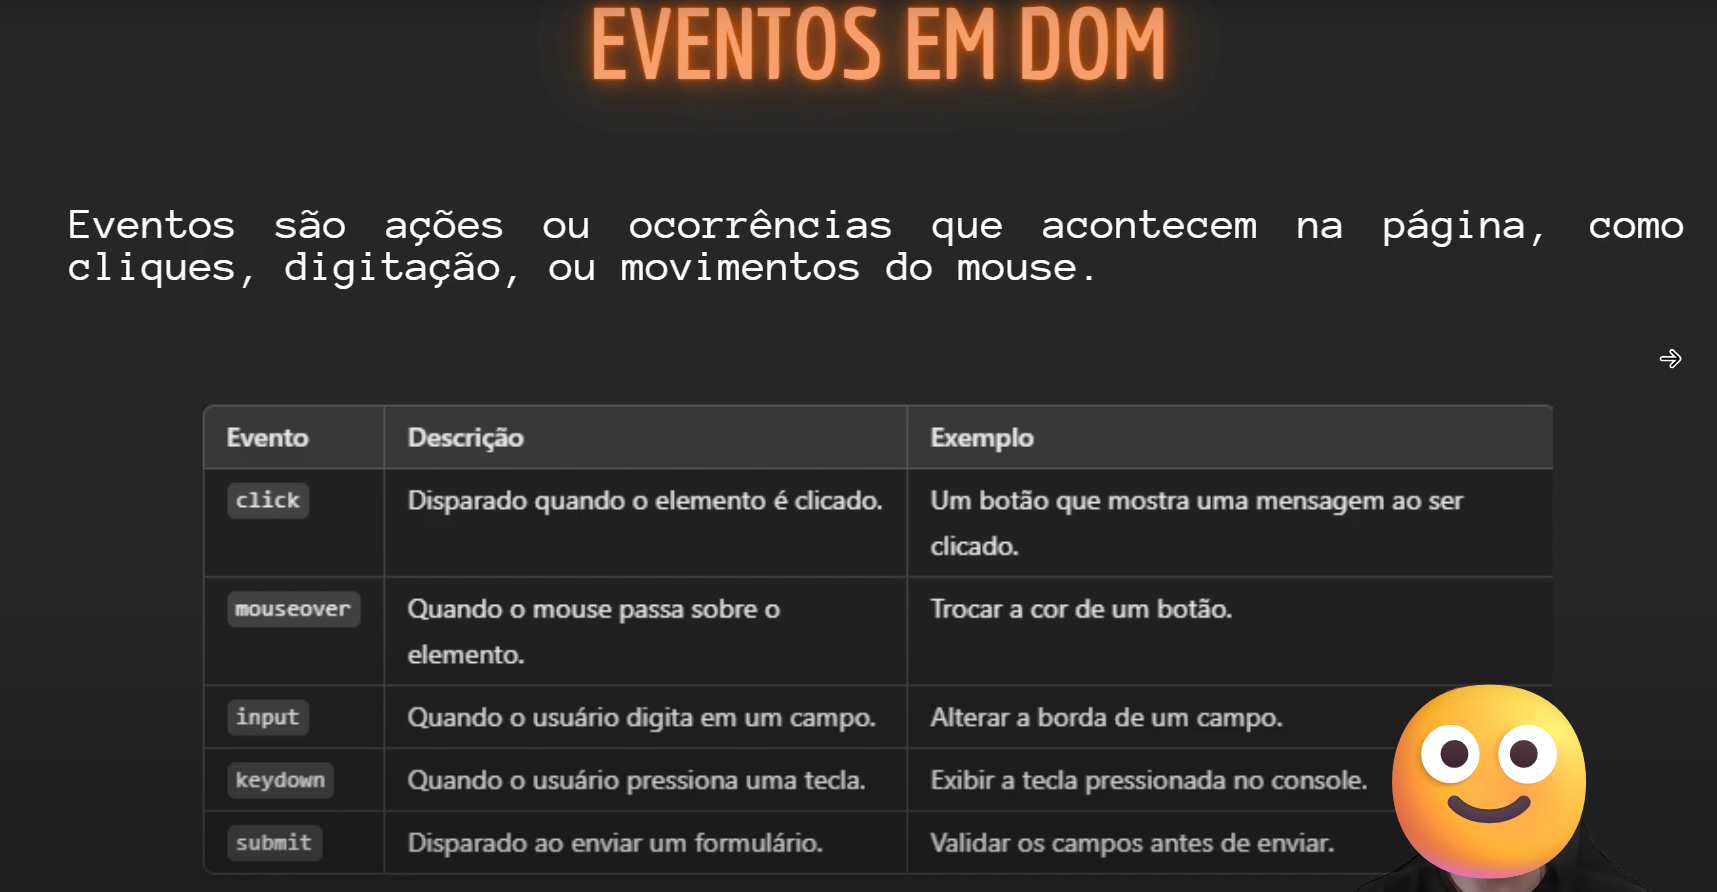 EVENTOS EM DOM
Eventos são ações ou ocorrências que acontecem na página, como
cliques, digitação, ou movimentos do mouse.
Evento Descrição Exemplo
click Disparado quando o elemento é clicado. Um botão que mostra uma mensagem ao ser
clicado.
mouseover Quando o mouse passa sobre o Trocar a cor de um botão.
elemento.
input Quando o usuário digita em um campo. Alterar a borda de um campo.
keydown Quando o usuário pressiona uma tecla. Exibir a tecla pressionada no console.
submit Disparado ao enviar um formulário. Validar os campos antes de enviar.